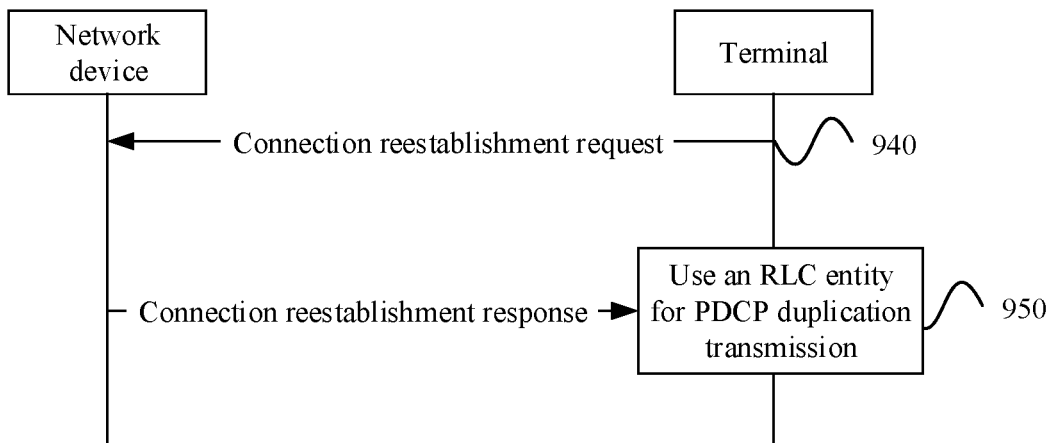 Network
device
Terminal
Connection reestablishment request
940
Use an RLC entity
for PDCP duplication
transmission
Connection reestablishment response
950